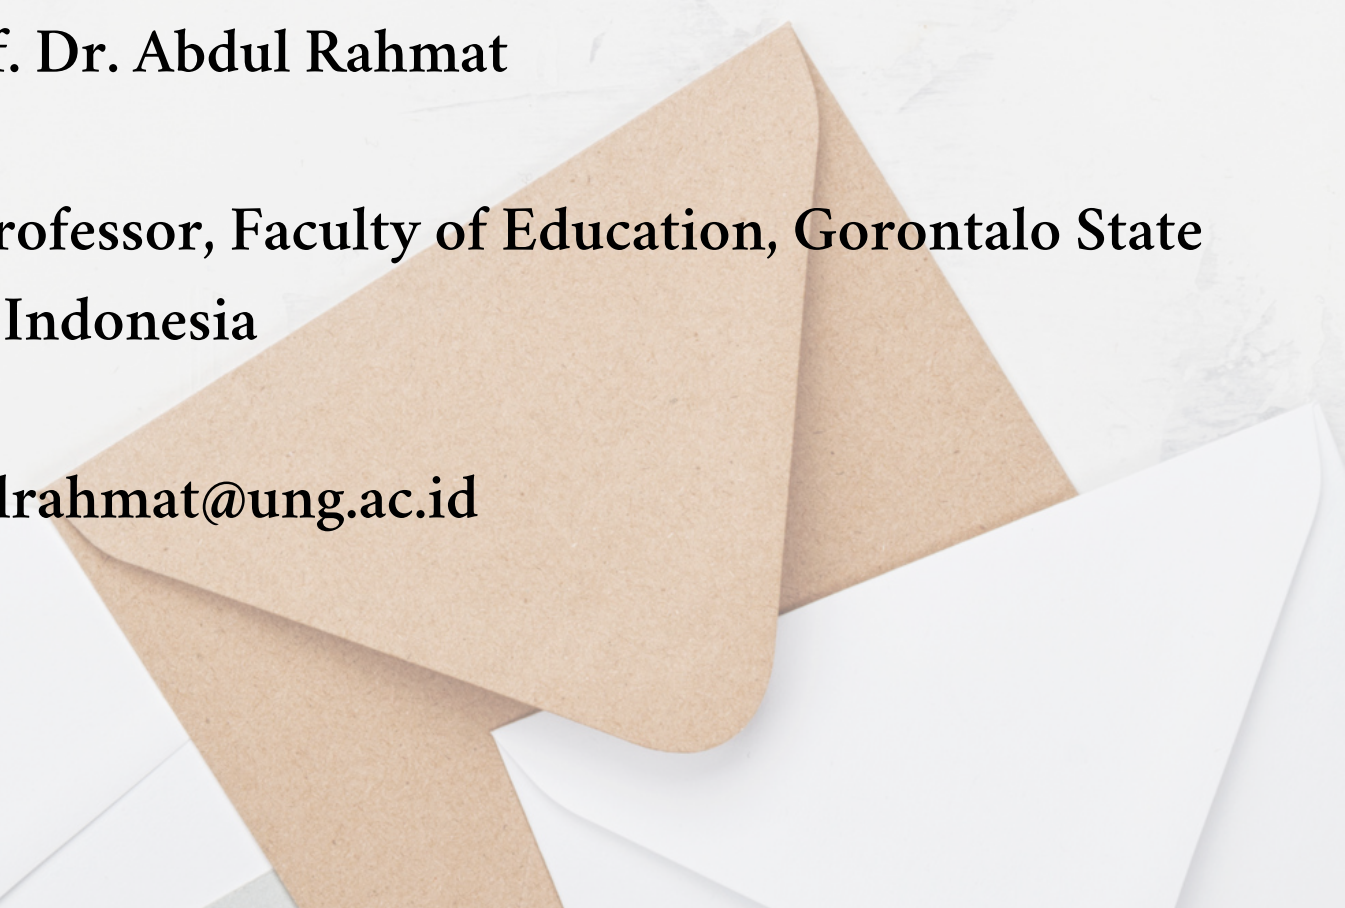 f. Dr. Abdul Rahmat
rofessor, Faculty of Education, Gorontalo State
Indonesia
lrahmat@ung.ac.id